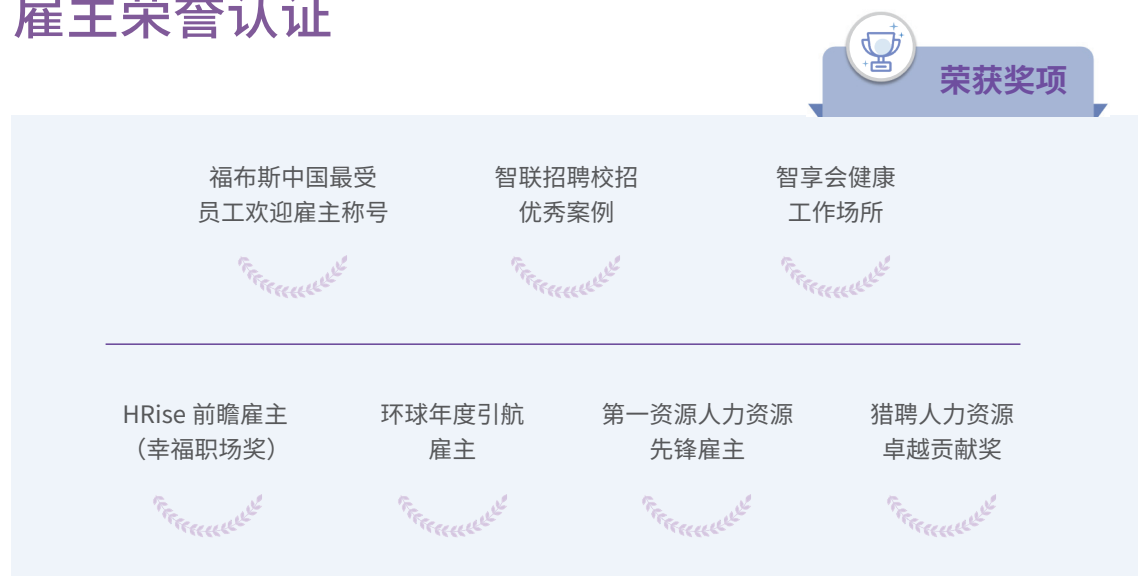 雇主荣誉认证
荣获奖项
福布斯中国最受
员工欢迎雇主称号
智联招聘校招
优秀案例
智享会健康
工作场所
HRise 前瞻雇主
（幸福职场奖）
环球年度引航
雇主
第一资源人力资源
先锋雇主
猎聘人力资源
卓越贡献奖